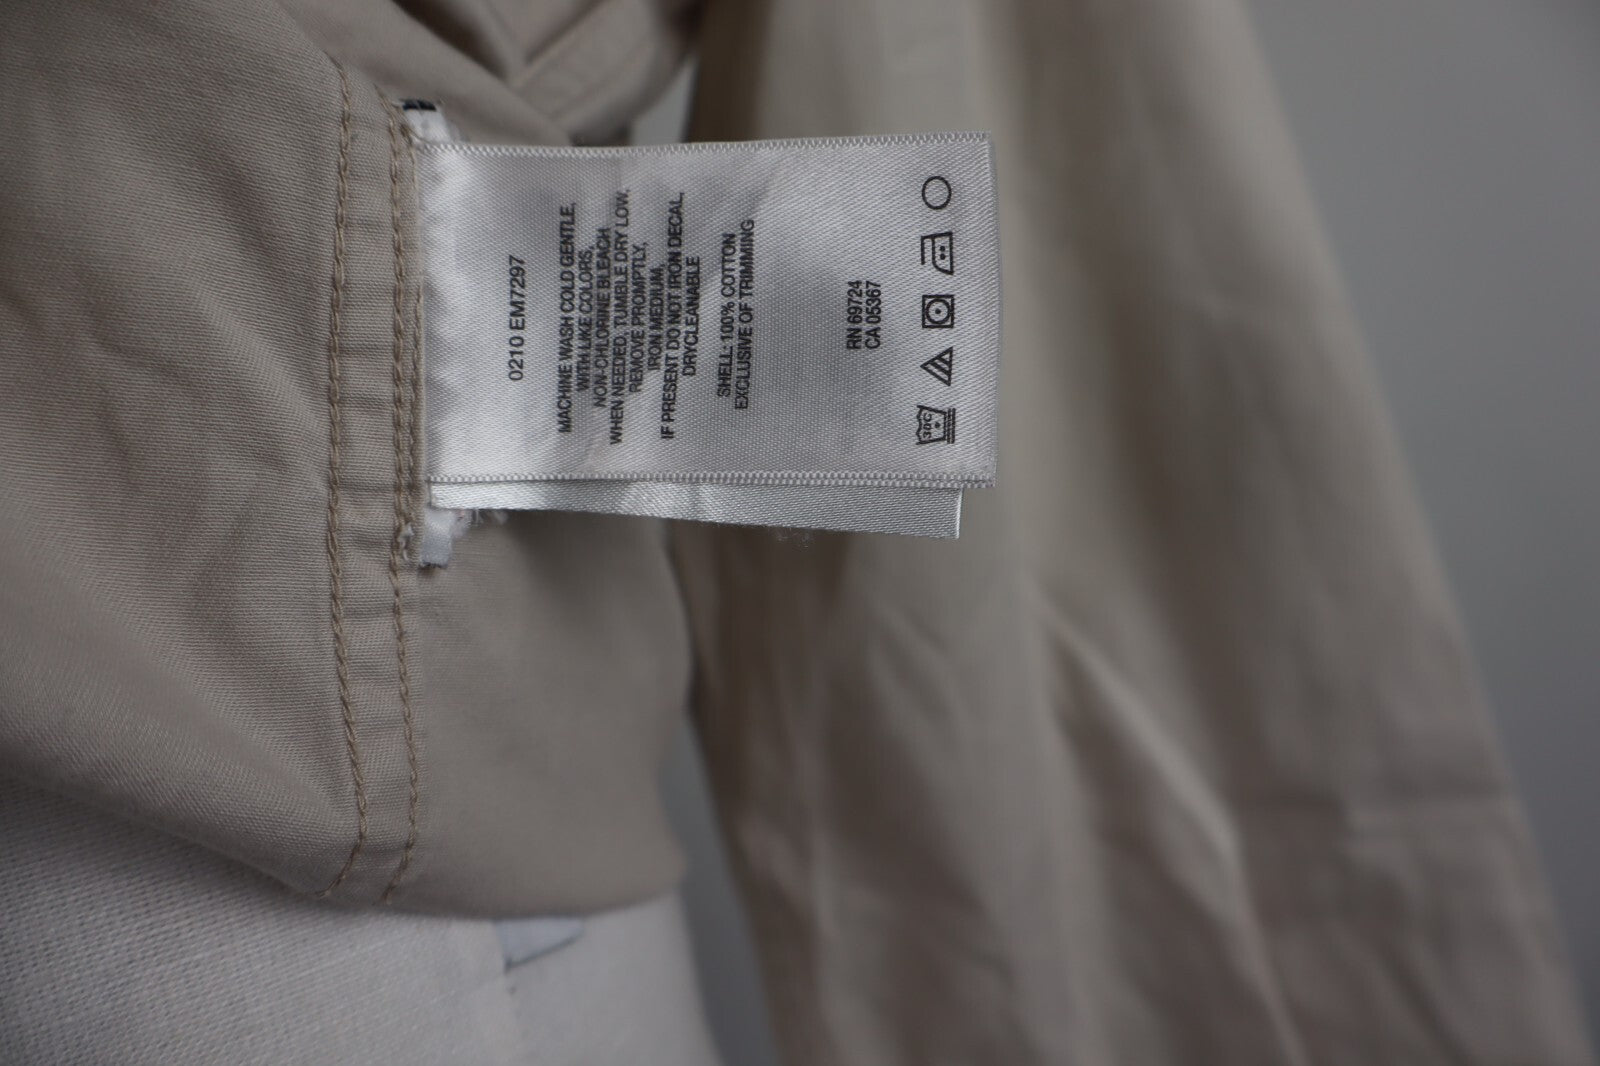 0210 EM7297
MACHINE WASH COLD GENTLE,
WITH LIKE COLORS,
NON-CHLORINE BLEACH
WHEN NEEDED, TUMBLE DRY LOW,
REMOVE PROMPTLY,
IRON MEDIUM,
IF PRESENT DO NOT IRON DECAL,
DRYCLEANABLE
SHELL: 100% COTTON
EXCLUSIVE OF TRIMMING
RN 69724
CA 05367
30C